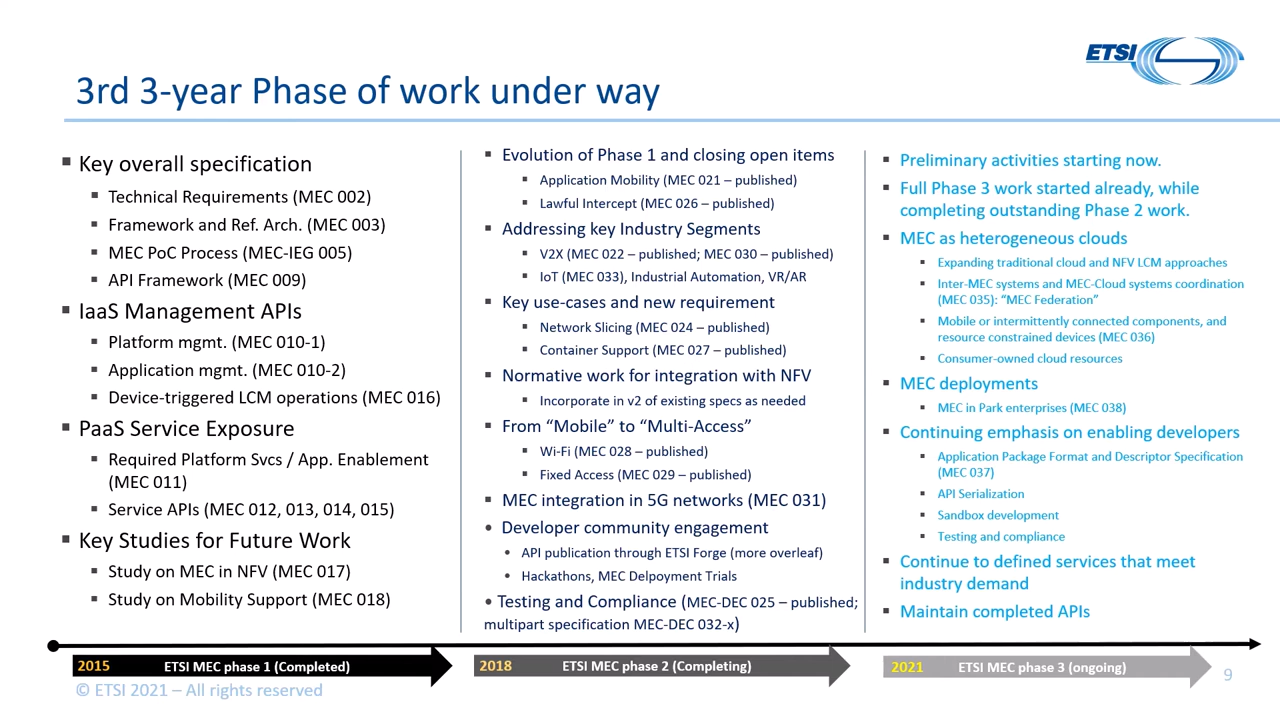 ETSI
3rd 3-year Phase of work under way
Key overall specification
Technical Requirements (MEC 002)
Framework and Ref. Arch. (MEC 003)
MEC PoC Process (MEC-IEG 005)
API Framework (MEC 009)
IaaS Management APIs
Platform mgmt. (MEC 010-1)
Application mgmt. (MEC 010-2)
Device-triggered LCM operations (MEC 016)
PaaS Service Exposure
Required Platform Svcs / App. Enablement
(MEC 011)
Service APIs (MEC 012, 013, 014, 015)
Key Studies for Future Work
Study on MEC in NFV (MEC 017)
Study on Mobility Support (MEC 018)
Evolution of Phase 1 and closing open items
Application Mobility (MEC 021 – published)
Lawful Intercept (MEC 026 – published)
Addressing key Industry Segments
V2X (MEC 022 – published; MEC 030 – published)
IoT (MEC 033), Industrial Automation, VR/AR
Key use-cases and new requirement
Network Slicing (MEC 024 – published)
Container Support (MEC 027 – published)
Normative work for integration with NFV
Incorporate in v2 of existing specs as needed
From “Mobile” to “Multi-Access”
Wi-Fi (MEC 028 – published)
Fixed Access (MEC 029 – published)
MEC integration in 5G networks (MEC 031)
Developer community engagement
API publication through ETSI Forge (more overleaf)
Hackathons, MEC Delpoyment Trials
Testing and Compliance (MEC-DEC 025 – published;
multipart specification MEC-DEC 032-x)
Preliminary activities starting now.
Full Phase 3 work started already, while
completing outstanding Phase 2 work.
MEC as heterogeneous clouds
Expanding traditional cloud and NFV LCM approaches
Inter-MEC systems and MEC-Cloud systems coordination
(MEC 035): “MEC Federation”
Mobile or intermittently connected components, and
resource constrained devices (MEC 036)
Consumer-owned cloud resources
MEC deployments
MEC in Park enterprises (MEC 038)
Continuing emphasis on enabling developers
Application Package Format and Descriptor Specification
(MEC 037)
API Serialization
Sandbox development
Testing and compliance
Continue to defined services that meet
industry demand
Maintain completed APIs
2015 ETSI MEC phase 1 (Completed)
2018 ETSI MEC phase 2 (Completing)
2021 ETSI MEC phase 3 (ongoing)
© ETSI 2021 – All rights reserved
9